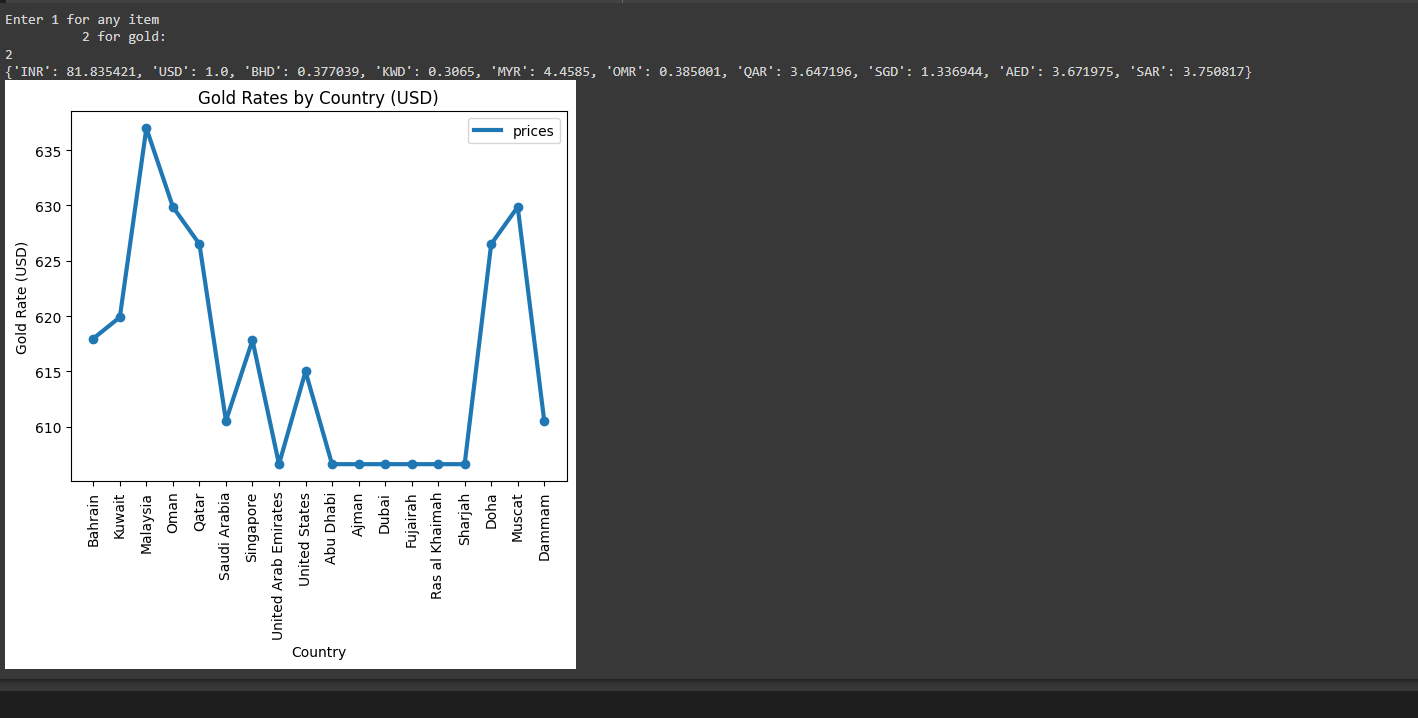 Enter 1 for any item
2 for gold:
2
{'INR': 81.835421, 'USD': 1.0, 'BHD': 0.377039, 'KWD': 0.3065, 'MYR': 4.4585, 'OMR': 0.385001, 'QAR': 3.647196, 'SGD': 1.336944, 'AED': 3.671975, 'SAR': 3.750817}
Gold Rates by Country (USD)
prices
635
630
625
620
615
610
Gold Rate (USD)
Bahrain
Kuwait
Malaysia
Oman
Qatar
Saudi Arabia
Singapore
United Arab Emirates
United States
Abu Dhabi
Ajman
Dubai
Fujairah
Ras al Khaimah
Sharjah
Doha
Muscat
Dammam
Country